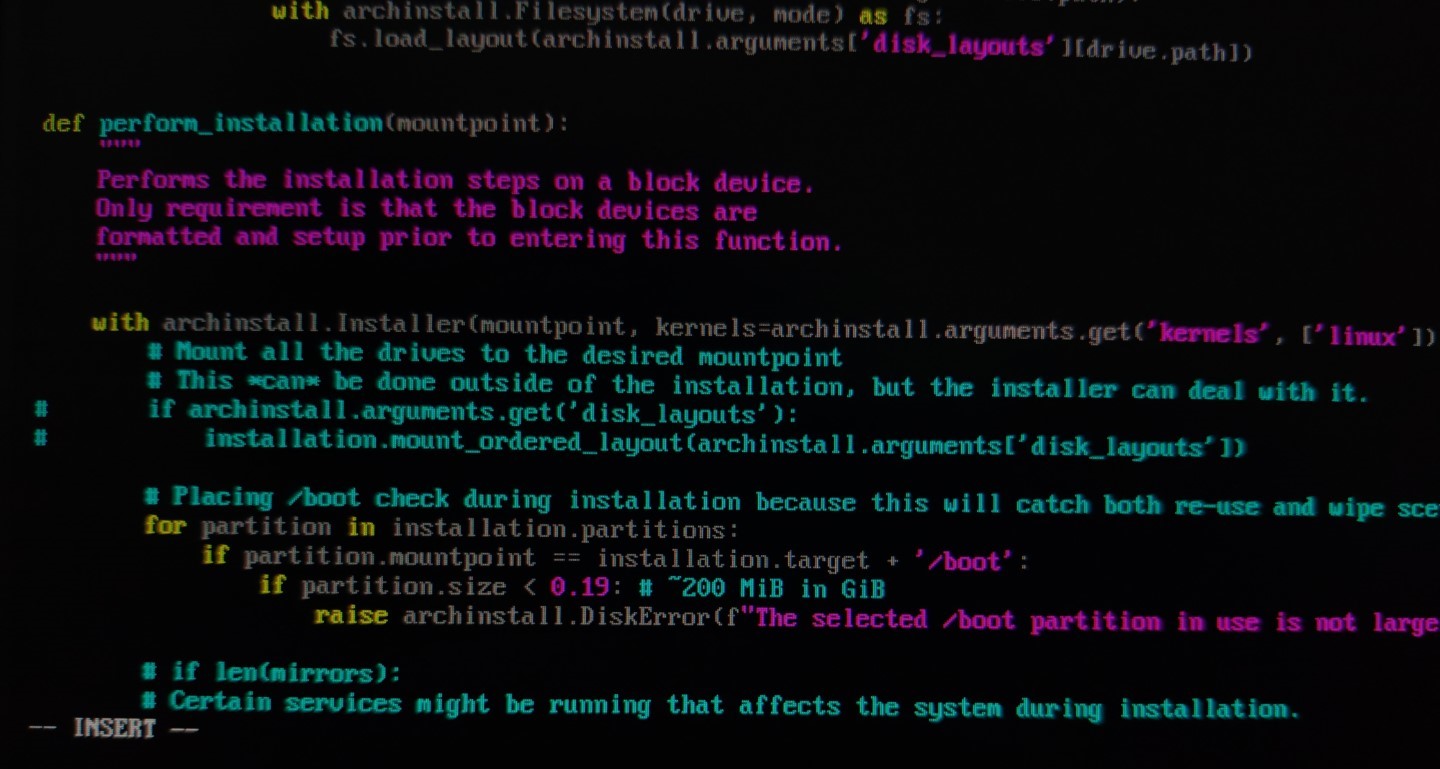 with archinstall.Filesystem(drive, mode) as fs:
fs.load_layout(archinstall.arguments['disk_layouts'][drive.path])
def perform_installation(mountpoint):
"""
Performs the installation steps on a block device.
Only requirement is that the block devices are
formatted and setup prior to entering this function.
"""
with archinstall.Installer(mountpoint, kernels=archinstall.arguments.get('kernels', ['linux'])
# Mount all the drives to the desired mountpoint
# This *can* be done outside of the installation, but the installer can deal with it.
# if archinstall.arguments.get('disk_layouts'):
# installation.mount_ordered_layout(archinstall.arguments['disk_layouts'])
# Placing /boot check during installation because this will catch both re-use and wipe sce
for partition in installation.partitions:
if partition.mountpoint == installation.target + '/boot':
if partition.size < 0.19: # ~200 MiB in GiB
raise archinstall.DiskError(f"The selected /boot partition in use is not large
# if len(mirrors):
# Certain services might be running that affects the system during installation.
-- INSERT --